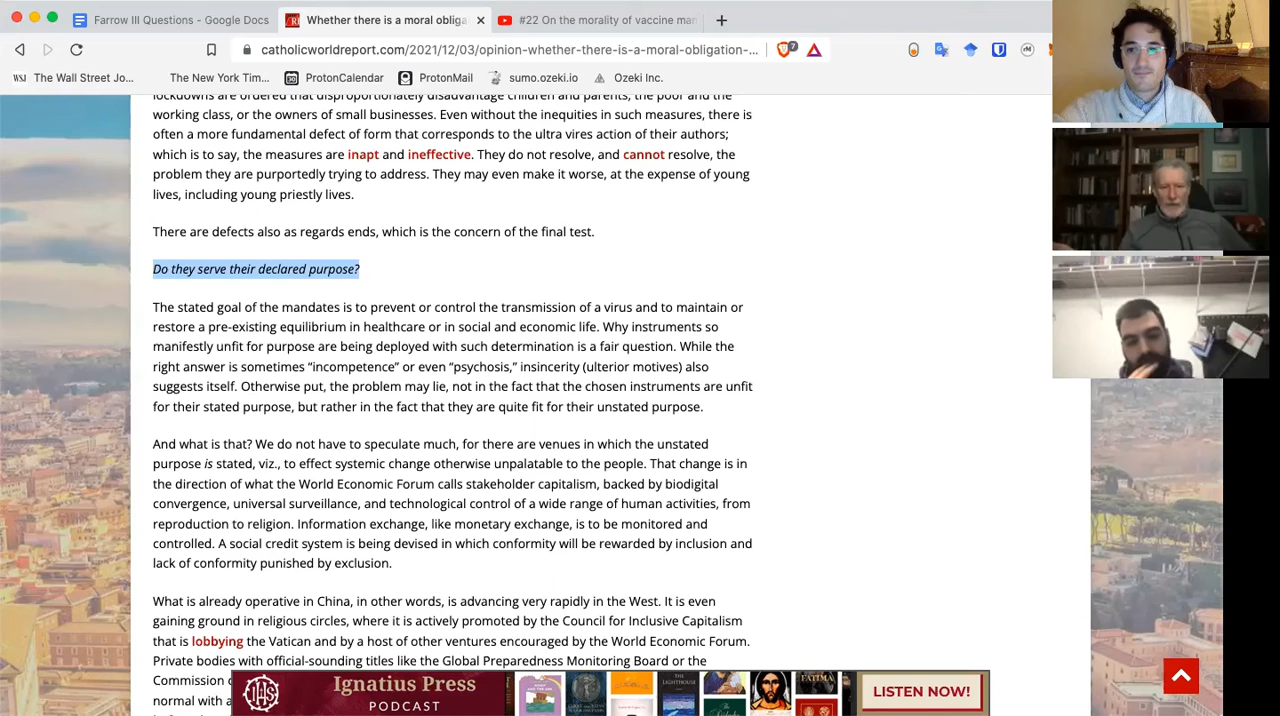 Farrow III Questions - Google Docs
Whether there is a moral obliga
#22 On the morality of vaccine man
catholicworldreport.com/2021/12/03/opinion-whether-there-is-a-moral-obligation-...
7
WSJ The Wall Street Jo... The New York Tim... ProtonCalendar ProtonMail sumo.ozeki.io Ozeki Inc.
lockdowns are ordered that disproportionately disadvantage children and parents, the poor and the
working class, or the owners of small businesses. Even without the inequities in such measures, there is
often a more fundamental defect of form that corresponds to the ultra vires action of their authors;
which is to say, the measures are inapt and ineffective. They do not resolve, and cannot resolve, the
problem they are purportedly trying to address. They may even make it worse, at the expense of young
lives, including young priestly lives.
There are defects also as regards ends, which is the concern of the final test.
Do they serve their declared purpose?
The stated goal of the mandates is to prevent or control the transmission of a virus and to maintain or
restore a pre-existing equilibrium in healthcare or in social and economic life. Why instruments so
manifestly unfit for purpose are being deployed with such determination is a fair question. While the
right answer is sometimes “incompetence” or even “psychosis,” insincerity (ulterior motives) also
suggests itself. Otherwise put, the problem may lie, not in the fact that the chosen instruments are unfit
for their stated purpose, but rather in the fact that they are quite fit for their unstated purpose.
And what is that? We do not have to speculate much, for there are venues in which the unstated
purpose is stated, viz., to effect systemic change otherwise unpalatable to the people. That change is in
the direction of what the World Economic Forum calls stakeholder capitalism, backed by biodigital
convergence, universal surveillance, and technological control of a wide range of human activities, from
reproduction to religion. Information exchange, like monetary exchange, is to be monitored and
controlled. A social credit system is being devised in which conformity will be rewarded by inclusion and
lack of conformity punished by exclusion.
What is already operative in China, in other words, is advancing very rapidly in the West. It is even
gaining ground in religious circles, where it is actively promoted by the Council for Inclusive Capitalism
that is lobbying the Vatican and by a host of other ventures encouraged by the World Economic Forum.
Private bodies with official-sounding titles like the Global Preparedness Monitoring Board or the
Commission
normal with a
IHS
Ignatius Press
PODCAST
FATIMA
LISTEN NOW!